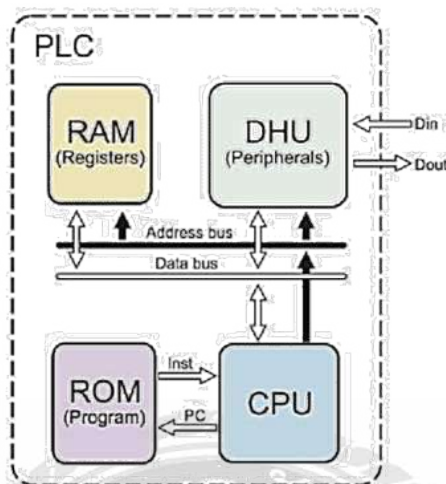 PLC
RAM
(Registers)
DHU
(Peripherals)
Din
Dout
Address bus
Data bus
ROM
(Program)
Inst
PC
CPU